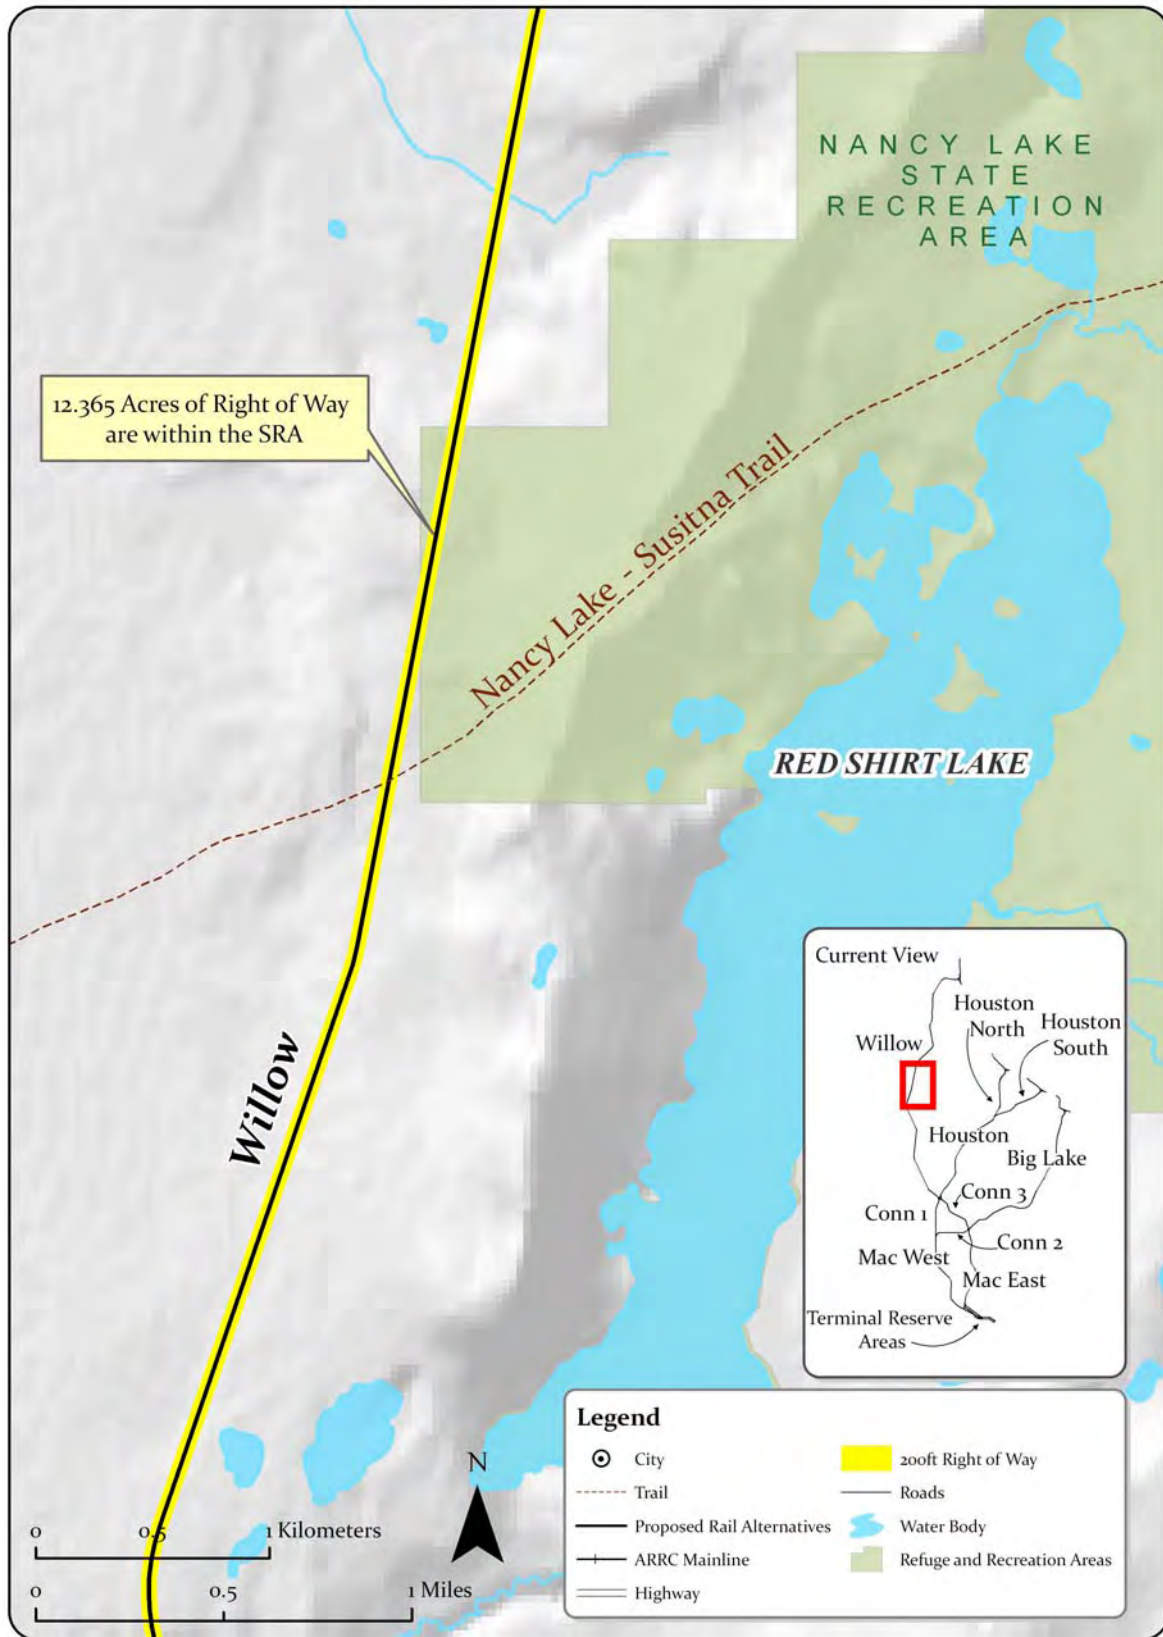 NANCY LAKE
STATE
RECREATION
AREA
12.365 Acres of Right of Way
are within the SRA
Nancy Lake - Susitna Trail
RED SHIRT LAKE
Willow
Current View
Houston
North
Houston
South
Willow
Houston
Big Lake
Conn 3
Conn 1
Conn 2
Mac West
Mac East
Terminal Reserve
Areas
Legend
City
Trail
Proposed Rail Alternatives
ARRC Mainline
Highway
200ft Right of Way
Roads
Water Body
Refuge and Recreation Areas
N
0 0.5 1 Kilometers
0 0.5 1 Miles